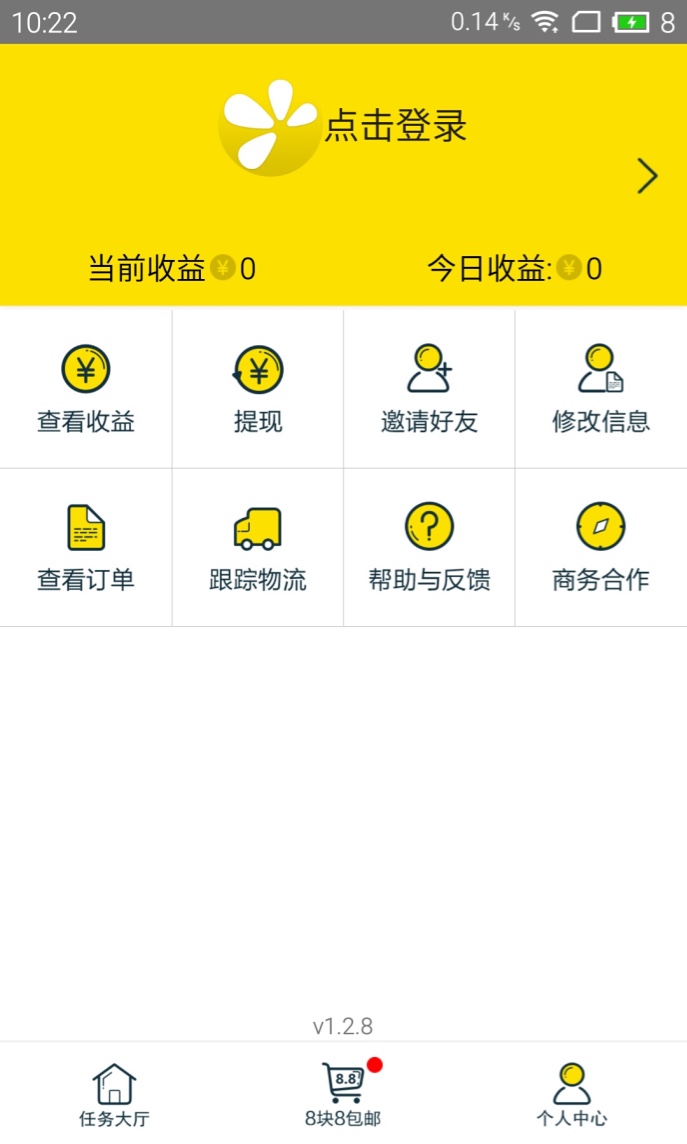 10:22 0.14 K/s 8
点击登录
当前收益 ¥ 0 今日收益: ¥ 0
¥ ¥
查看收益 提现 邀请好友 修改信息
?
查看订单 跟踪物流 帮助与反馈 商务合作
v1.2.8
8.8
任务大厅 8块8包邮 个人中心